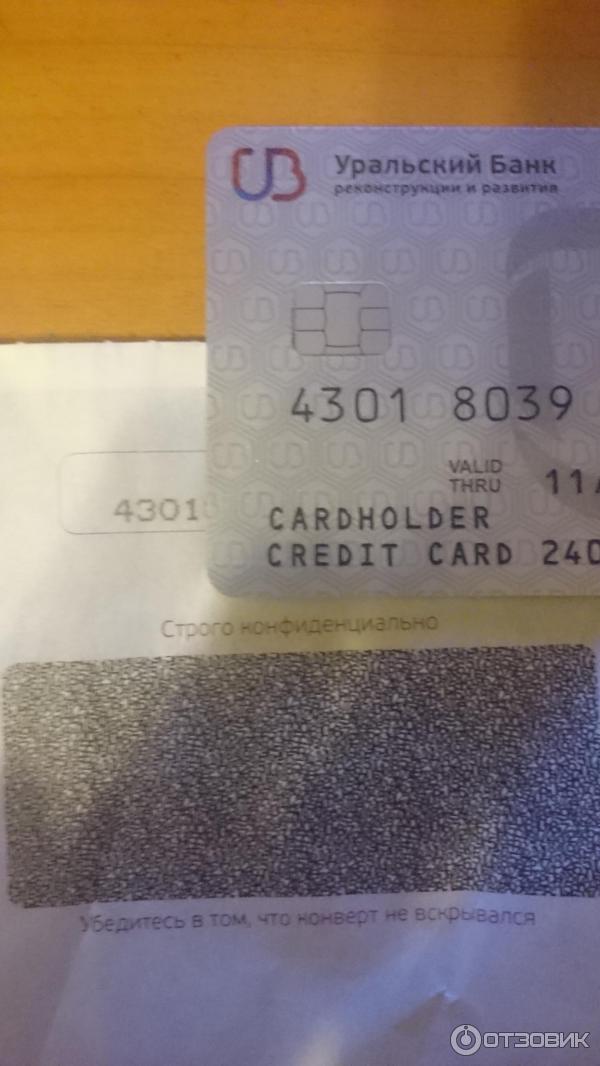 Уральский Банк
реконструкции и развития
4301 8039
VALID
THRU 11/
CARDHOLDER
CREDIT CARD 240
4301
Строго конфиденциально
Убедитесь в том, что конверт не вскрывался
ОТЗОВИК